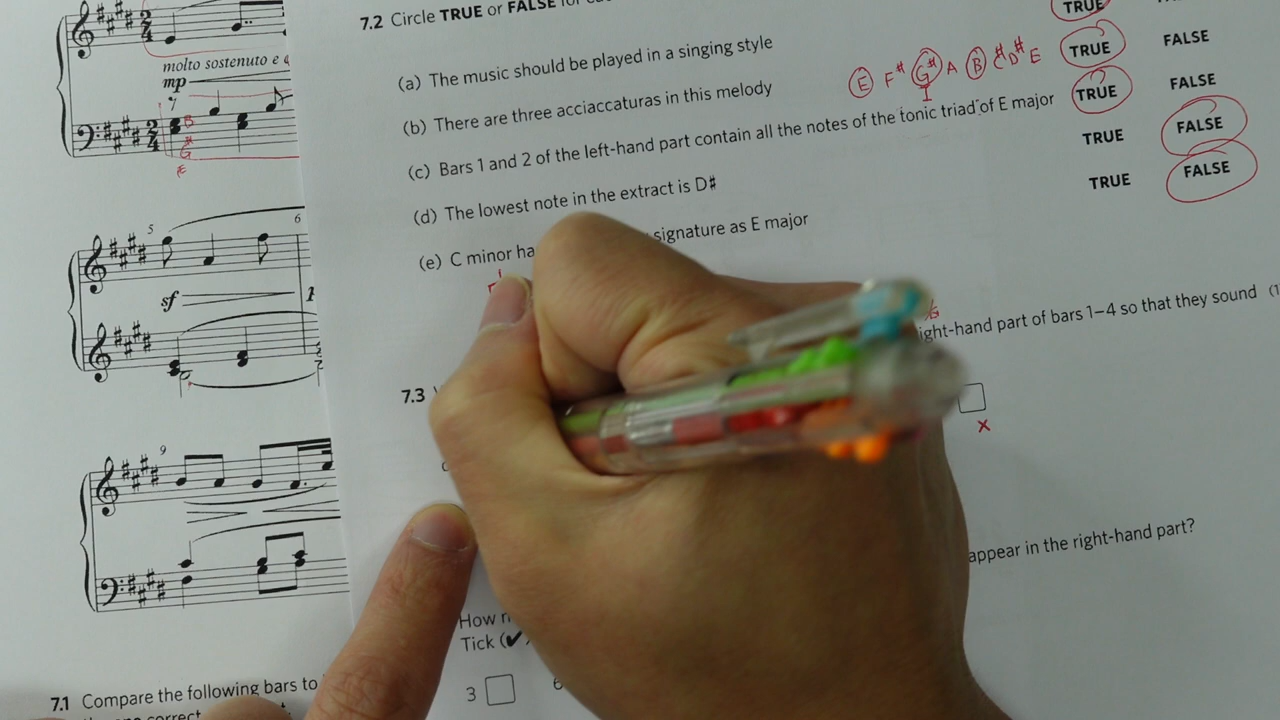 7.2 Circle TRUE or FALSE for
TRUE
(a) The music should be played in a singing style
TRUE FALSE
(b) There are three acciaccaturas in this melody
E F# G# A B C# D# E
I
TRUE FALSE
(c) Bars 1 and 2 of the left-hand part contain all the notes of the tonic triad of E major
TRUE FALSE
(d) The lowest note in the extract is D#
TRUE FALSE
(e) C minor ha signature as E major
ight-hand part of bars 1–4 so that they sound
7.3
x
appear in the right-hand part?
How
Tick (✔)
3
molto sostenuto e
mp
2
4
B
G#
E
5
6
sf
9
7.1 Compare the following bars to